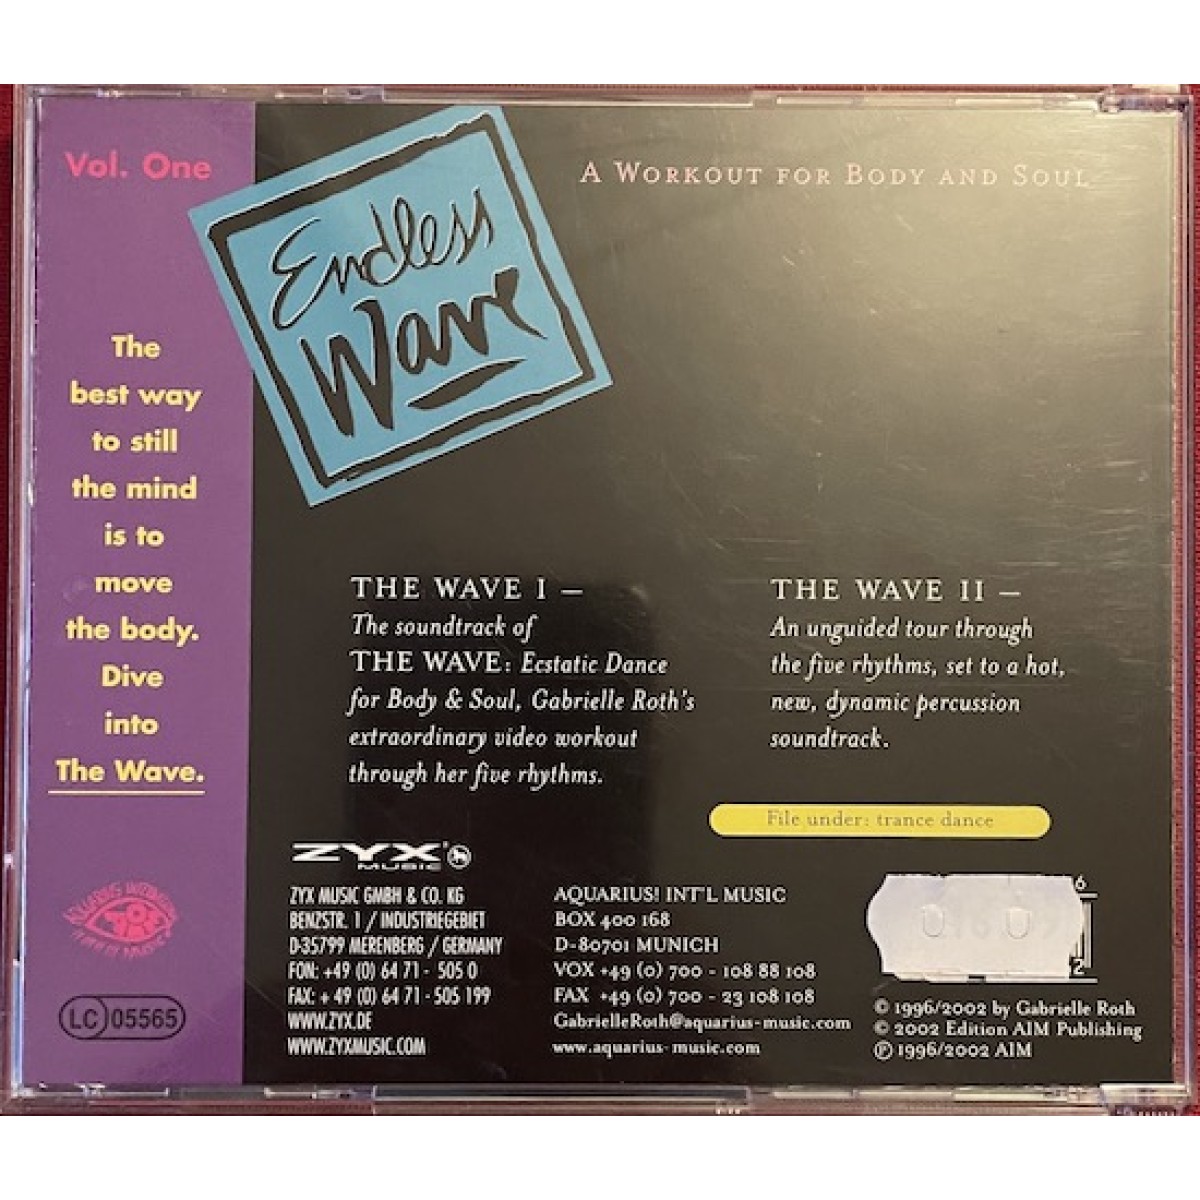 Vol. One
The
best way
to still
the mind
is to
move
the body.
Dive
into
The Wave.
LC 05565
Endless
Wave
A WORKOUT FOR BODY AND SOUL
THE WAVE I –
The soundtrack of
THE WAVE: Ecstatic Dance
for Body & Soul, Gabrielle Roth's
extraordinary video workout
through her five rhythms.
THE WAVE II –
An unguided tour through
the five rhythms, set to a hot,
new, dynamic percussion
soundtrack.
File under: trance dance
ZYX
MUSIC
ZYX MUSIC GMBH & CO. KG
BENZSTR. 1 / INDUSTRIEGEBIET
D-35799 MERENBERG / GERMANY
FON: +49 (0) 64 71 - 505 0
FAX: + 49 (0) 64 71 - 505 199
WWW.ZYX.DE
WWW.ZYXMUSIC.COM
AQUARIUS! INT'L MUSIC
BOX 400 168
D-80701 MUNICH
VOX +49 (0) 700 - 108 88 108
FAX +49 (0) 700 - 23 108 108
GabrielleRoth@aquarius-music.com
www.aquarius-music.com
6
2
© 1996/2002 by Gabrielle Roth
© 2002 Edition AIM Publishing
℗ 1996/2002 AIM